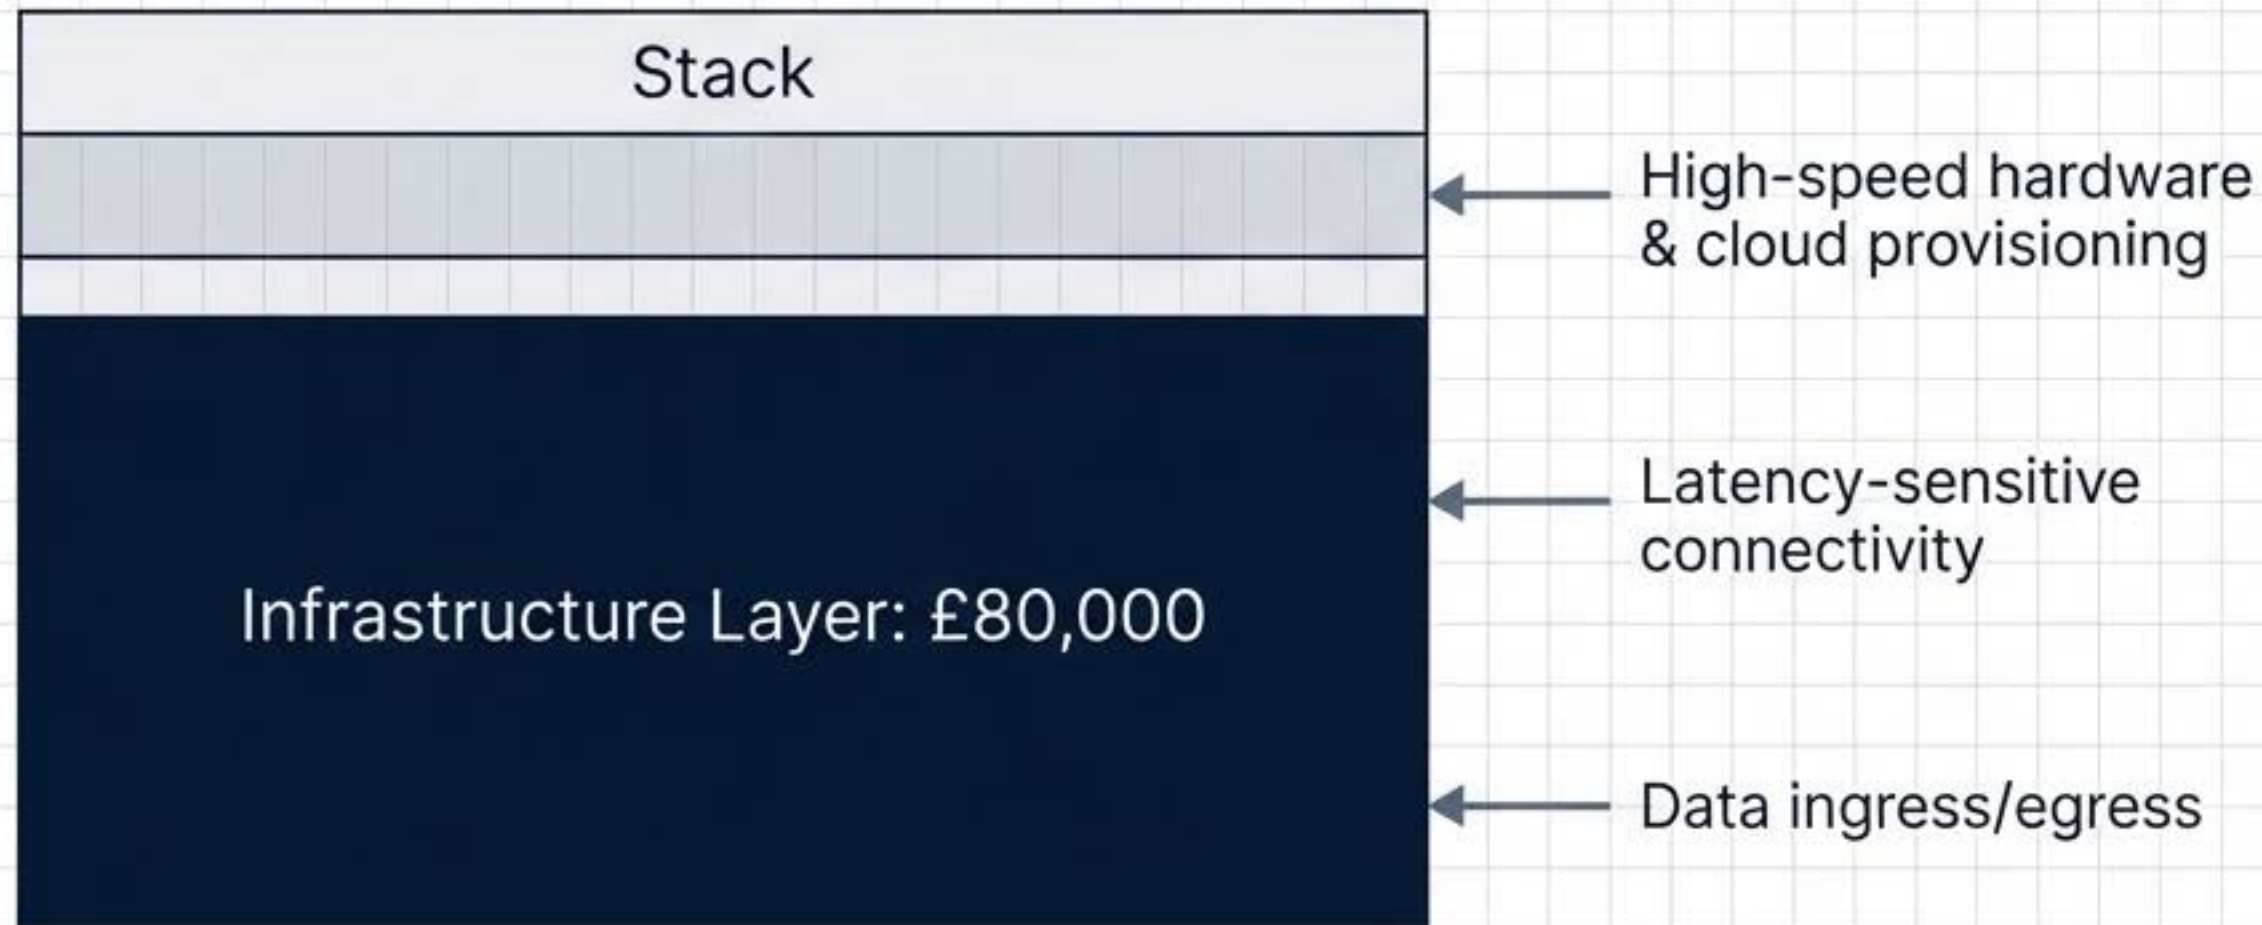 Stack
High-speed hardware
& cloud provisioning
Latency-sensitive
connectivity
Infrastructure Layer: £80,000
Data ingress/egress